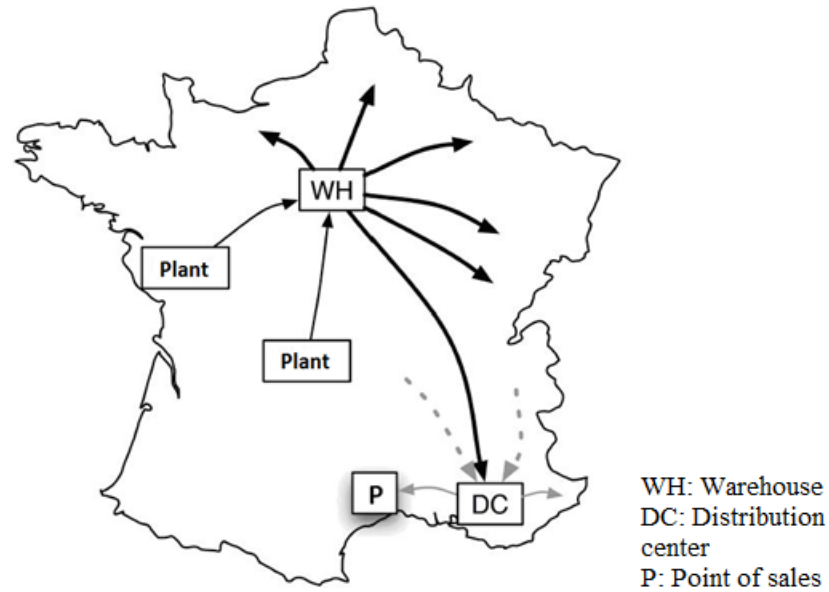 WH
Plant
Plant
P
DC
WH: Warehouse
DC: Distribution
center
P: Point of sales